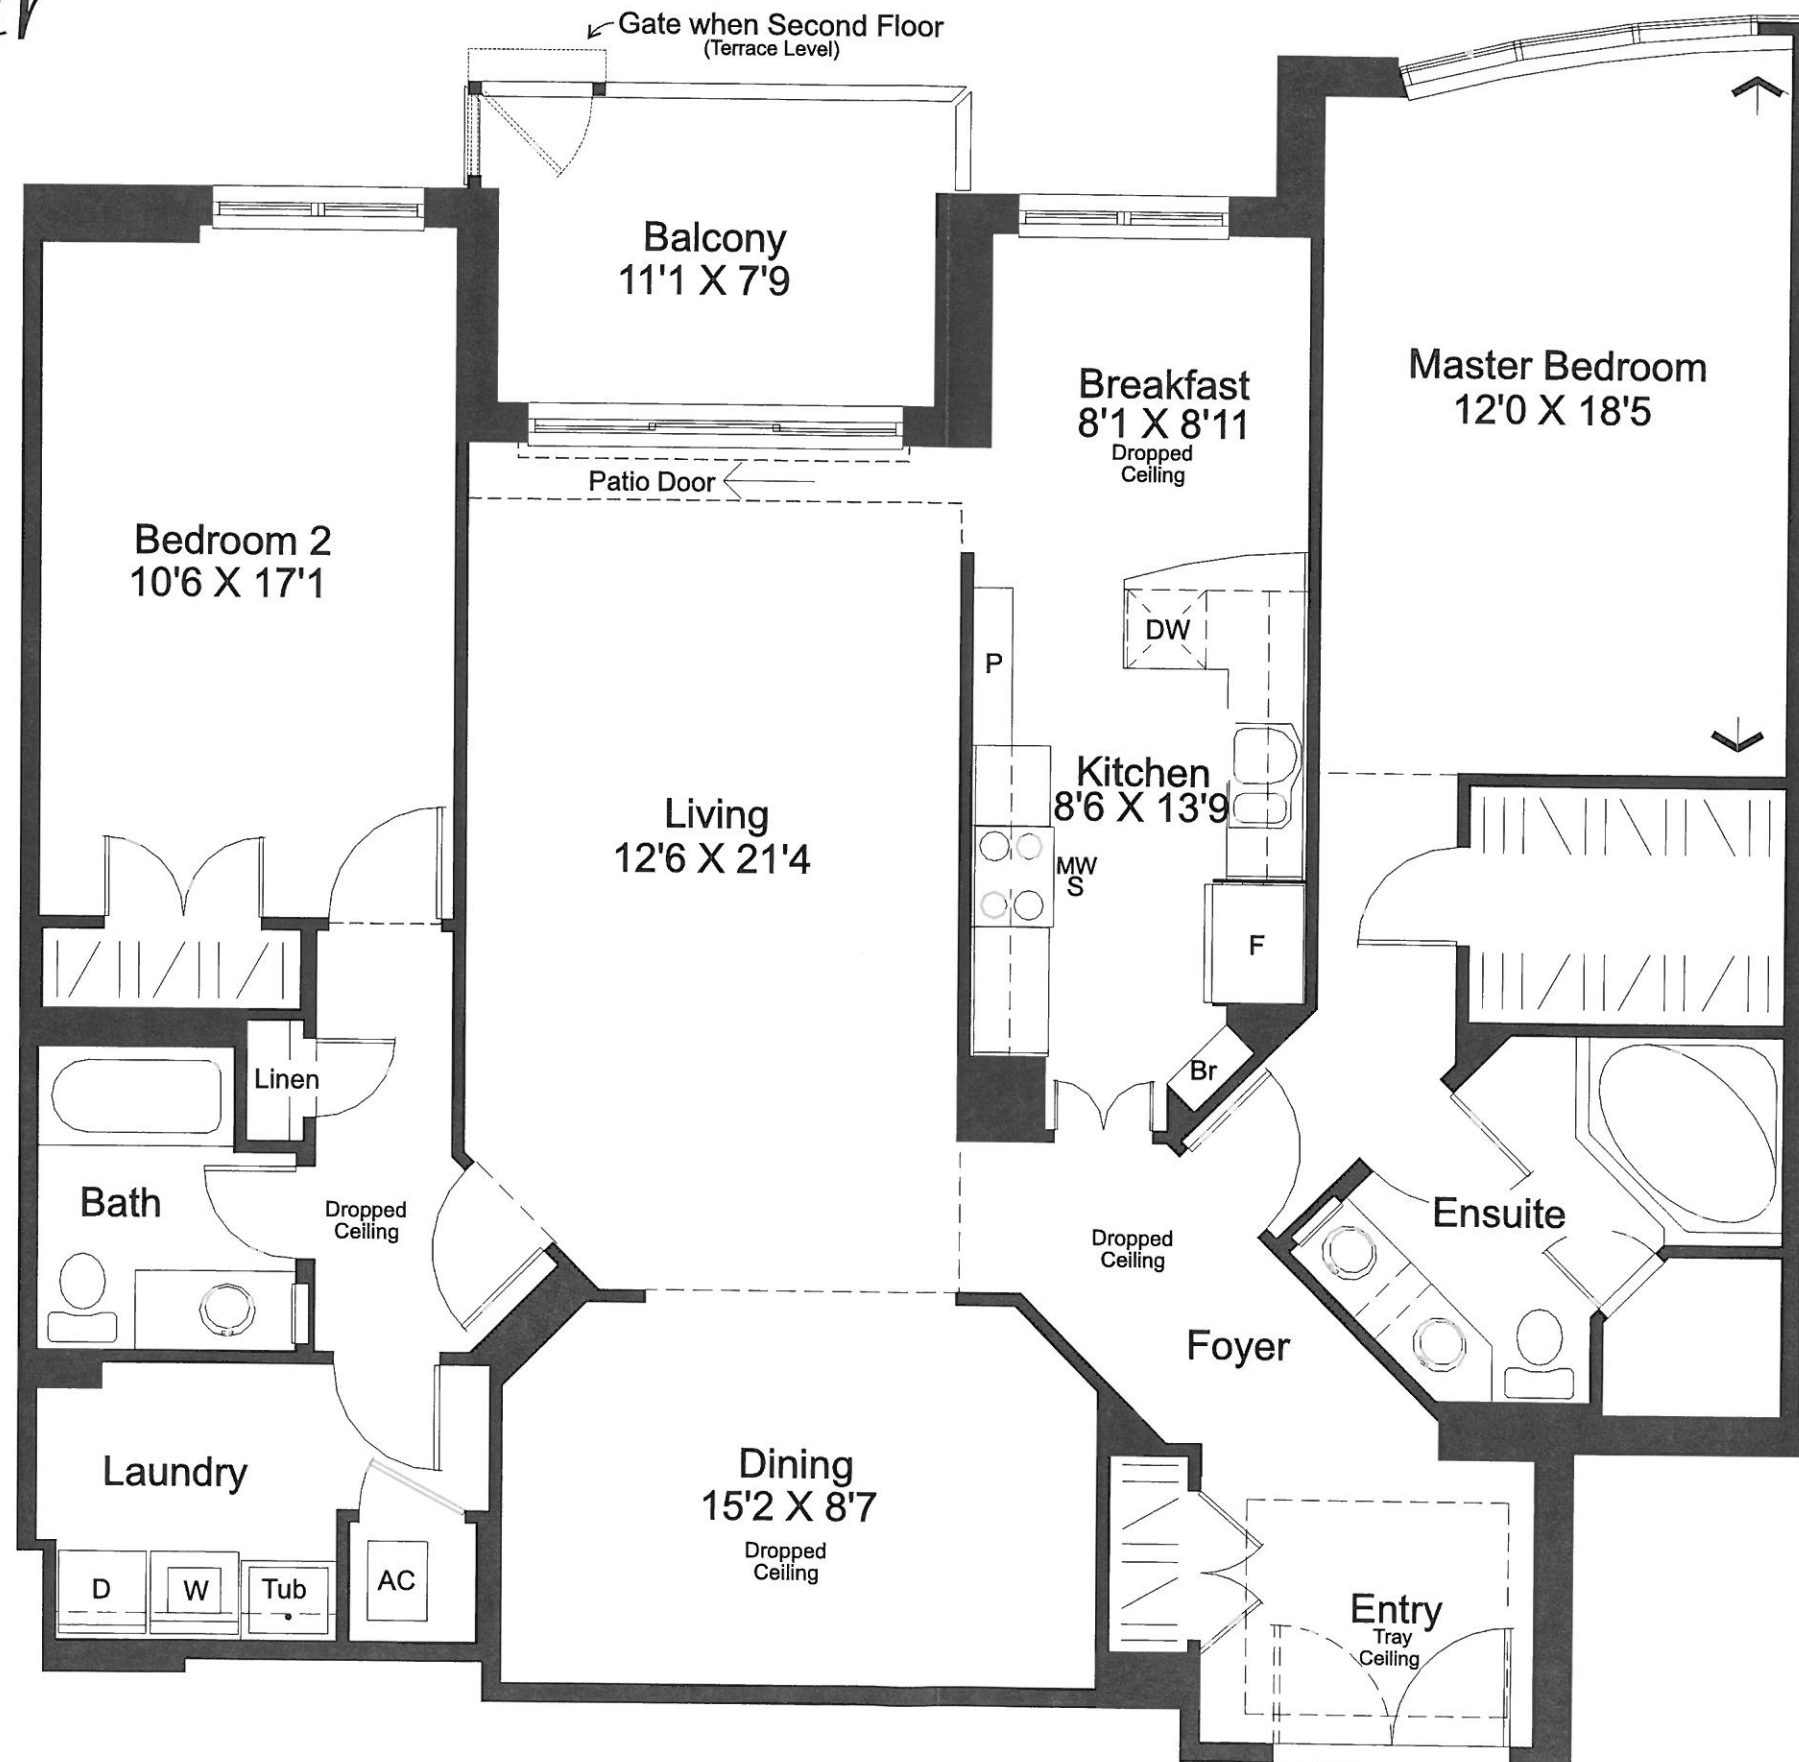 Gate when Second Floor
(Terrace Level)
Balcony
11'1 X 7'9
Master Bedroom
12'0 X 18'5
Breakfast
8'1 X 8'11
Dropped
Ceiling
Patio Door
Bedroom 2
10'6 X 17'1
DW
P
Kitchen
8'6 X 13'9
Living
12'6 X 21'4
MW
S
F
Br
Linen
Bath
Dropped
Ceiling
Ensuite
Dropped
Ceiling
Foyer
Laundry
Dining
15'2 X 8'7
Dropped
Ceiling
D
W
Tub
AC
Entry
Tray
Ceiling